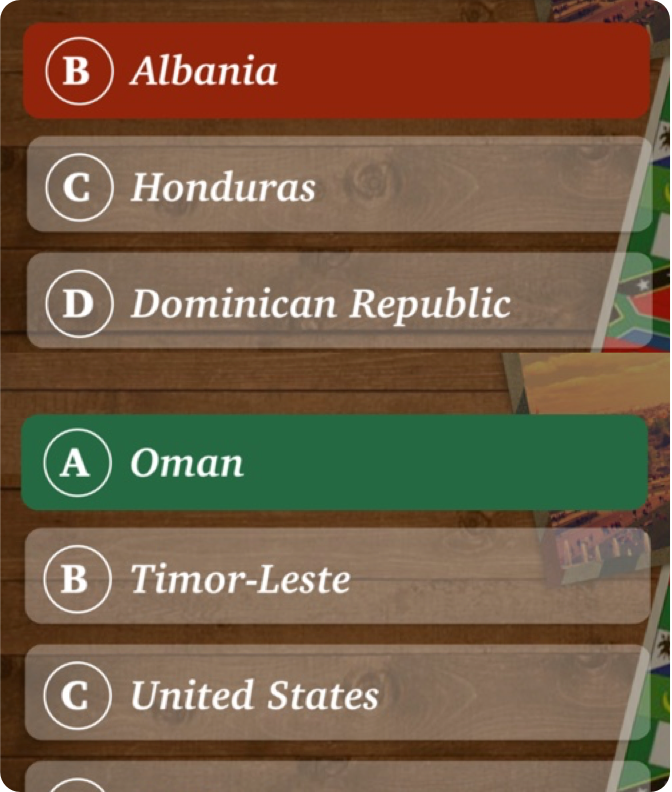 B Albania
C Honduras
D Dominican Republic
A Oman
B Timor-Leste
C United States